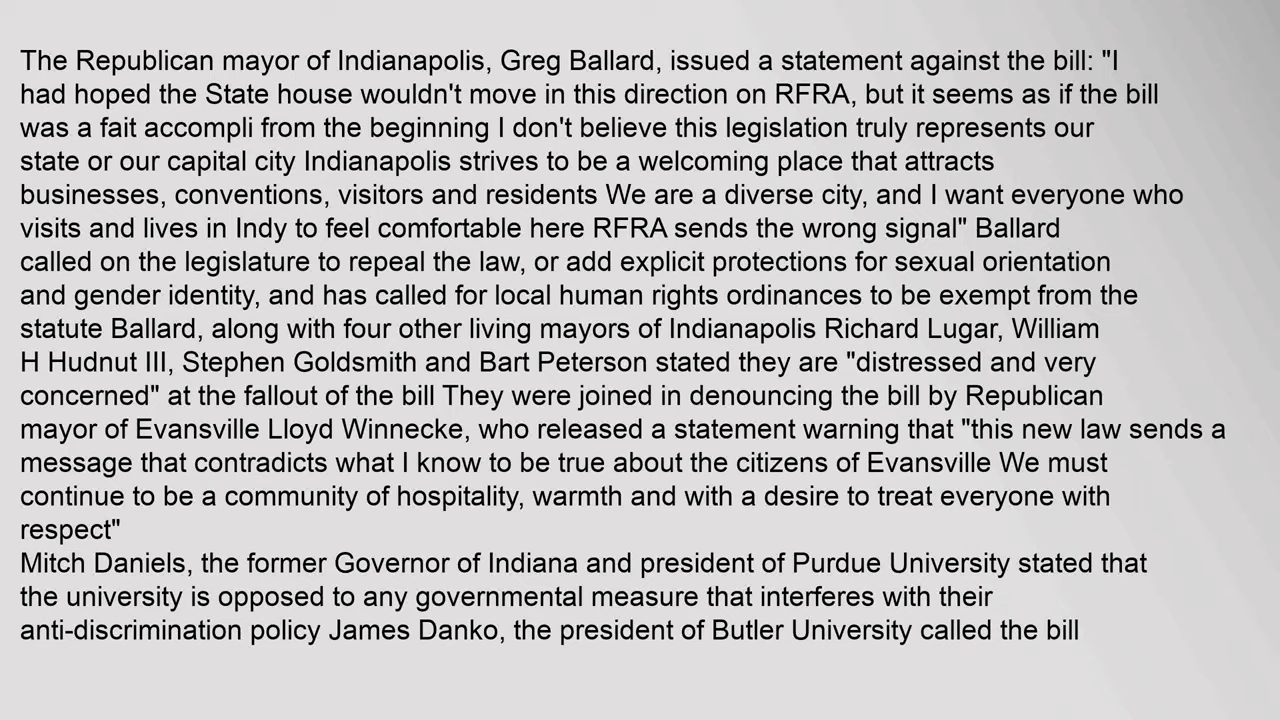 The Republican mayor of Indianapolis, Greg Ballard, issued a statement against the bill: "I
had hoped the State house wouldn't move in this direction on RFRA, but it seems as if the bill
was a fait accompli from the beginning I don't believe this legislation truly represents our
state or our capital city Indianapolis strives to be a welcoming place that attracts
businesses, conventions, visitors and residents We are a diverse city, and I want everyone who
visits and lives in Indy to feel comfortable here RFRA sends the wrong signal" Ballard
called on the legislature to repeal the law, or add explicit protections for sexual orientation
and gender identity, and has called for local human rights ordinances to be exempt from the
statute Ballard, along with four other living mayors of Indianapolis Richard Lugar, William
H Hudnut III, Stephen Goldsmith and Bart Peterson stated they are "distressed and very
concerned" at the fallout of the bill They were joined in denouncing the bill by Republican
mayor of Evansville Lloyd Winnecke, who released a statement warning that "this new law sends a
message that contradicts what I know to be true about the citizens of Evansville We must
continue to be a community of hospitality, warmth and with a desire to treat everyone with
respect"
Mitch Daniels, the former Governor of Indiana and president of Purdue University stated that
the university is opposed to any governmental measure that interferes with their
anti-discrimination policy James Danko, the president of Butler University called the bill